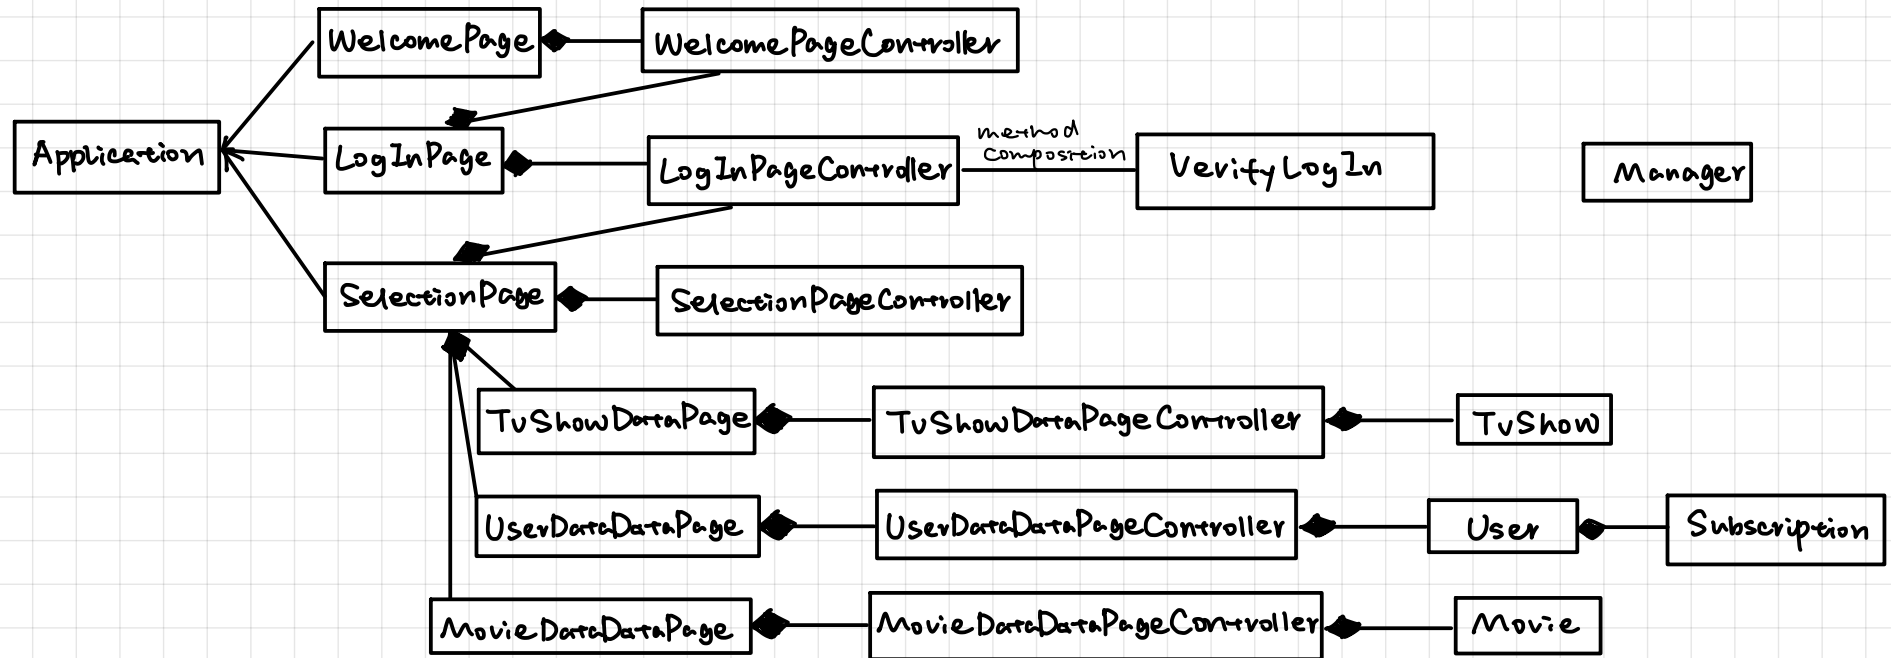 WelcomePage
WelcomePageController
Application
LogInPage
LogInPageController
method
composition
VerifyLogIn
Manager
SelectionPage
SelectionPageController
TvShowDataPage
TvShowDataPageController
TvShow
UserDataDataPage
UserDataDataPageController
User
Subscription
MovieDataDataPage
MovieDataDataPageController
Movie